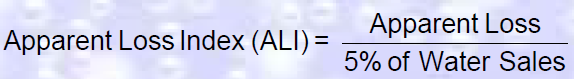 Apparent Loss Index (ALI) = Apparent Loss
5% of Water Sales